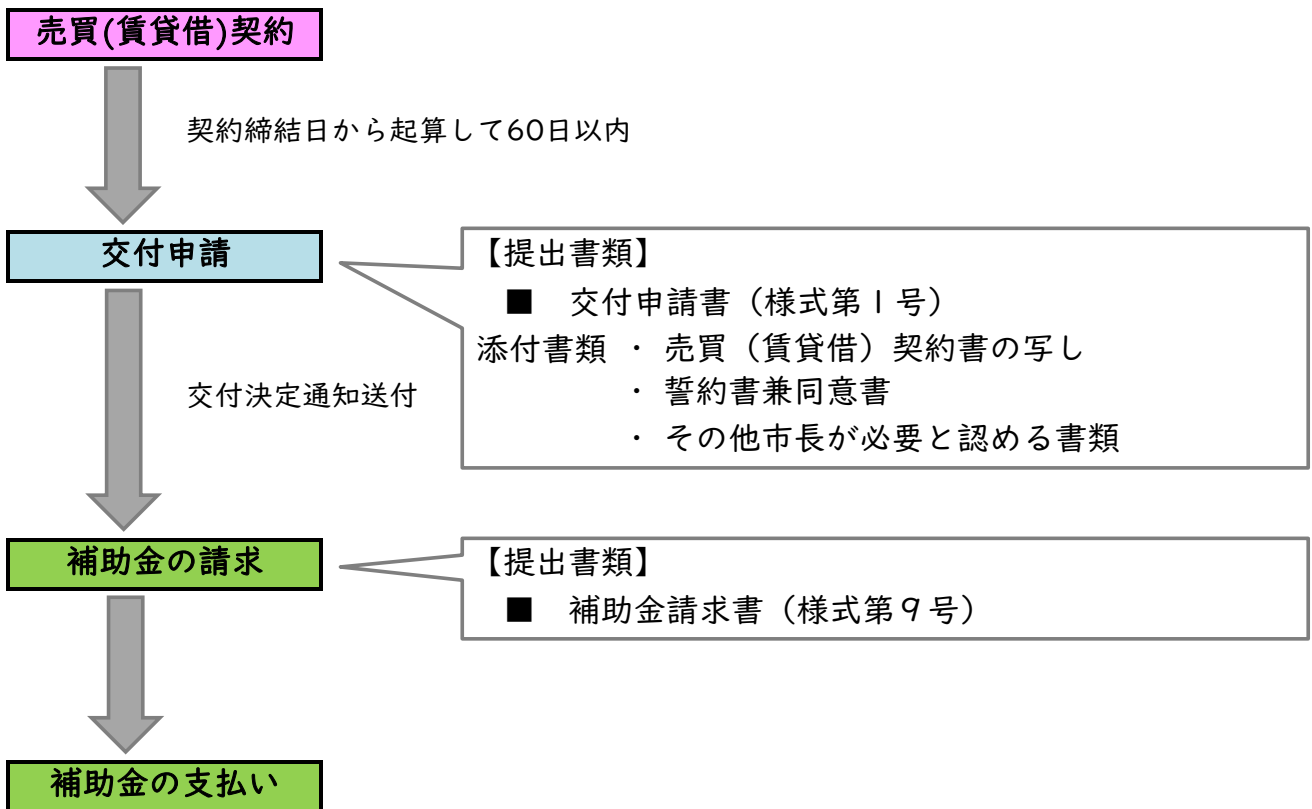 売買(賃貸借)契約
契約締結日から起算して60日以内
交付申請
【提出書類】
■ 交付申請書（様式第1号）
添付書類 ・ 売買（賃貸借）契約書の写し
・ 誓約書兼同意書
・ その他市長が必要と認める書類
交付決定通知送付
補助金の請求
【提出書類】
■ 補助金請求書（様式第9号）
補助金の支払い